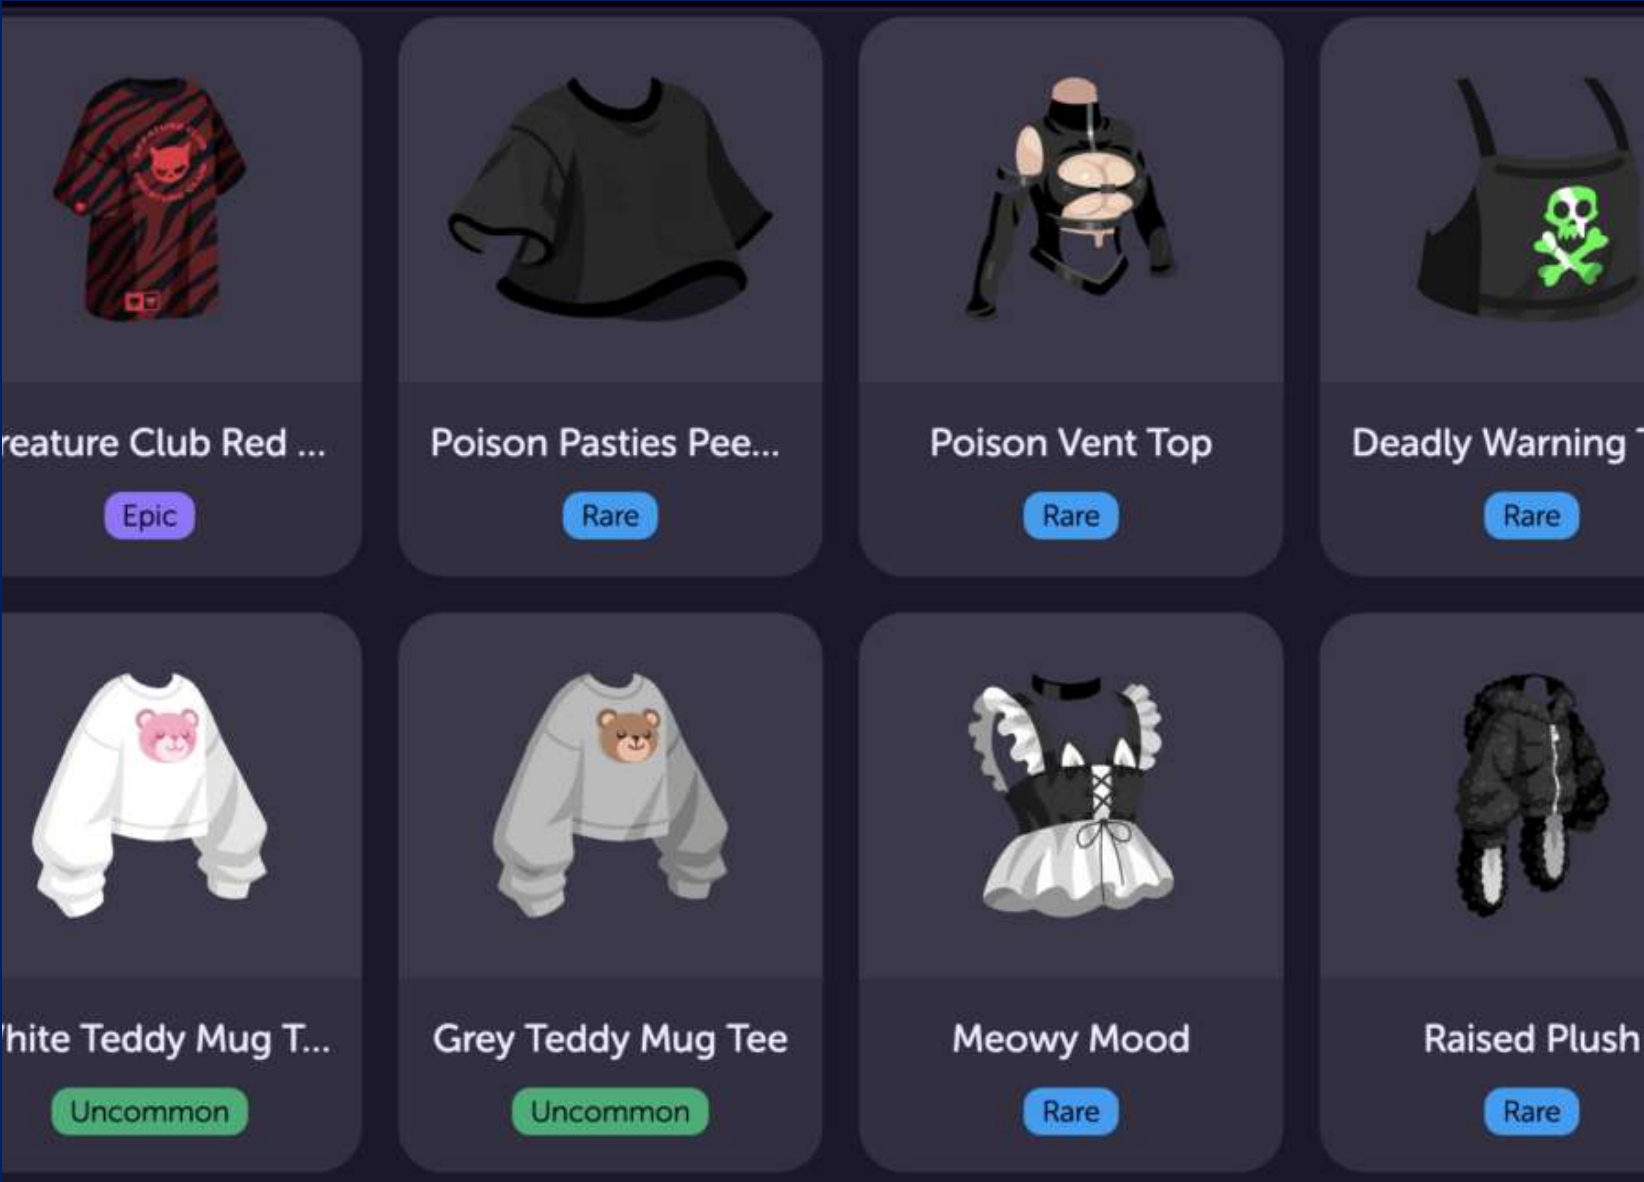 reature Club Red ...
Poison Pasties Pee...
Poison Vent Top
Deadly Warning
Epic
Rare
Rare
Rare
hite Teddy Mug T...
Grey Teddy Mug Tee
Meowy Mood
Raised Plush
Uncommon
Uncommon
Rare
Rare